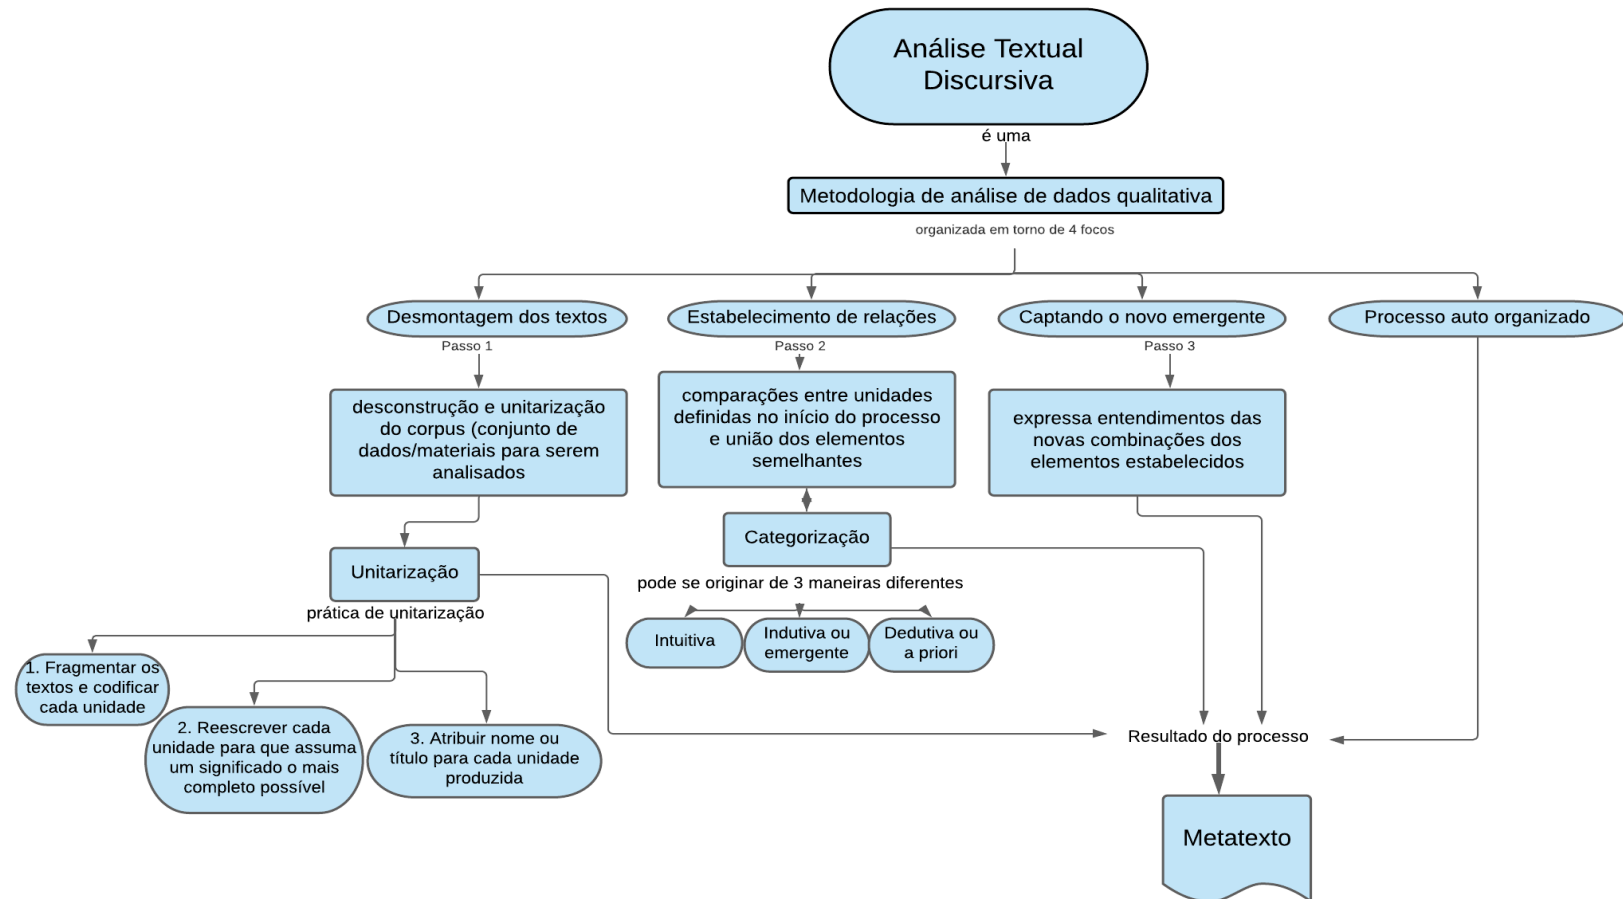 Análise Textual
Discursiva
é uma
Metodologia de análise de dados qualitativa
organizada em torno de 4 focos
Desmontagem dos textos
Estabelecimento de relações
Captando o novo emergente
Processo auto organizado
Passo 1
Passo 2
Passo 3
desconstrução e unitarização
do corpus (conjunto de
dados/materiais para serem
analisados
comparações entre unidades
definidas no início do processo
e união dos elementos
semelhantes
expressa entendimentos das
novas combinações dos
elementos estabelecidos
Unitarização
Categorização
prática de unitarização
pode se originar de 3 maneiras diferentes
Intuitiva
Indutiva ou
emergente
Dedutiva ou
a priori
1. Fragmentar os
textos e codificar
cada unidade
2. Reescrever cada
unidade para que assuma
um significado o mais
completo possível
3. Atribuir nome ou
título para cada unidade
produzida
Resultado do processo
Metatexto